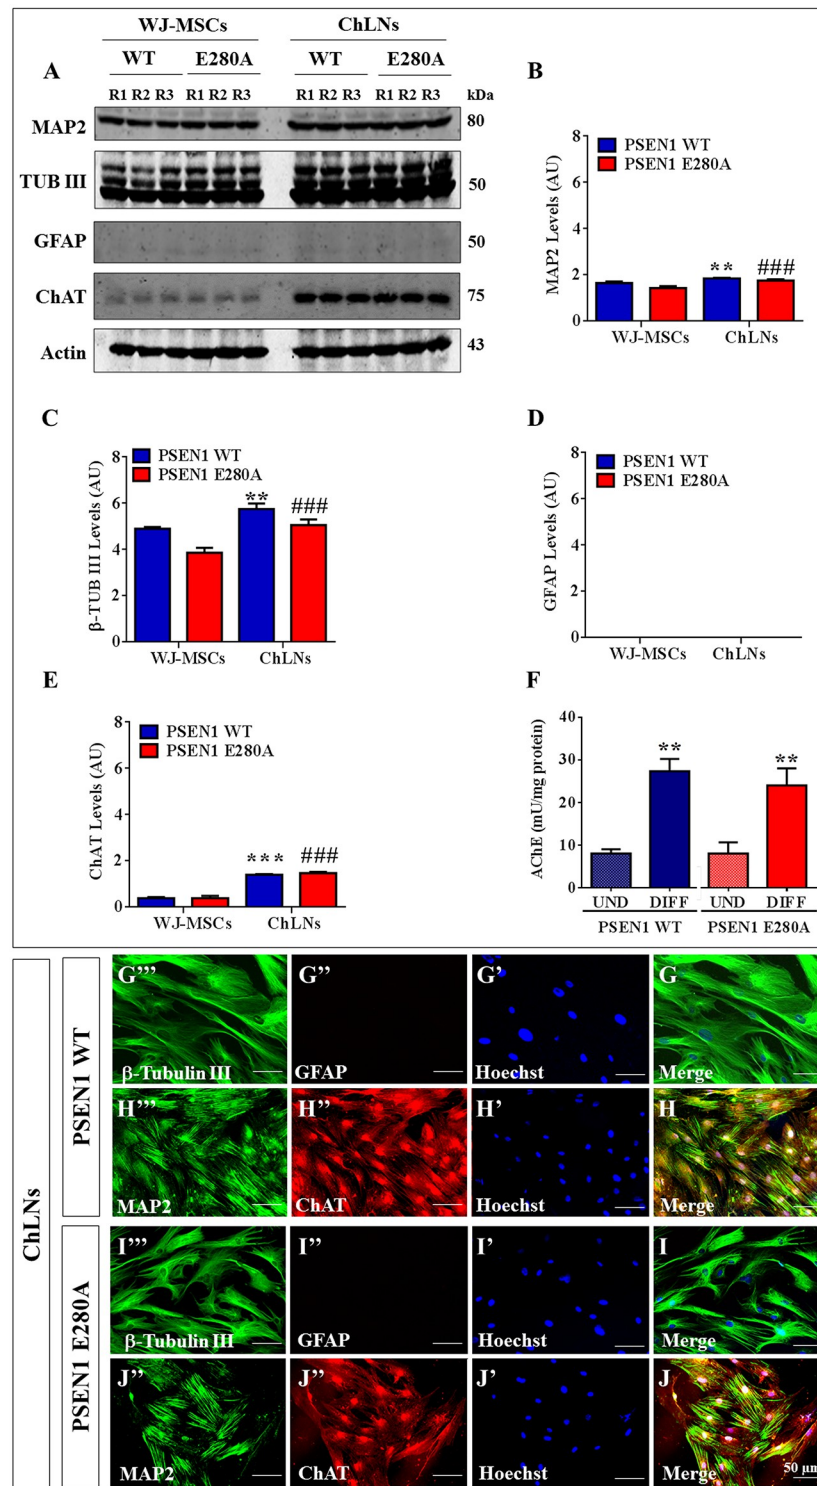 WJ-MSCs ChLNs
WT E280A WT E280A
A
R1 R2 R3 R1 R2 R3 R1 R2 R3 R1 R2 R3 kDa
MAP2 80
TUB III 50
GFAP 50
ChAT 75
Actin 43
B
PSEN1 WT
PSEN1 E280A
MAP2 Levels (AU)
8
6
4
2
0
** ###
WJ-MSCs ChLNs
C
PSEN1 WT
PSEN1 E280A
β-TUB III Levels (AU)
8
6
4
2
0
** ###
WJ-MSCs ChLNs
D
PSEN1 WT
PSEN1 E280A
GFAP Levels (AU)
8
6
4
2
0
WJ-MSCs ChLNs
E
PSEN1 WT
PSEN1 E280A
ChAT Levels (AU)
8
6
4
2
0
*** ###
WJ-MSCs ChLNs
F
AChE (mU/mg protein)
40
30
20
10
0
** **
UND DIFF UND DIFF
PSEN1 WT PSEN1 E280A
ChLNs
PSEN1 WT
G’’’ G’’ G’ G
β-Tubulin III GFAP Hoechst Merge
H’’’ H’’ H’ H
MAP2 ChAT Hoechst Merge
PSEN1 E280A
I’’’ I’’ I’ I
β-Tubulin III GFAP Hoechst Merge
J’’ J’’ J’ J
MAP2 ChAT Hoechst Merge
50 µm